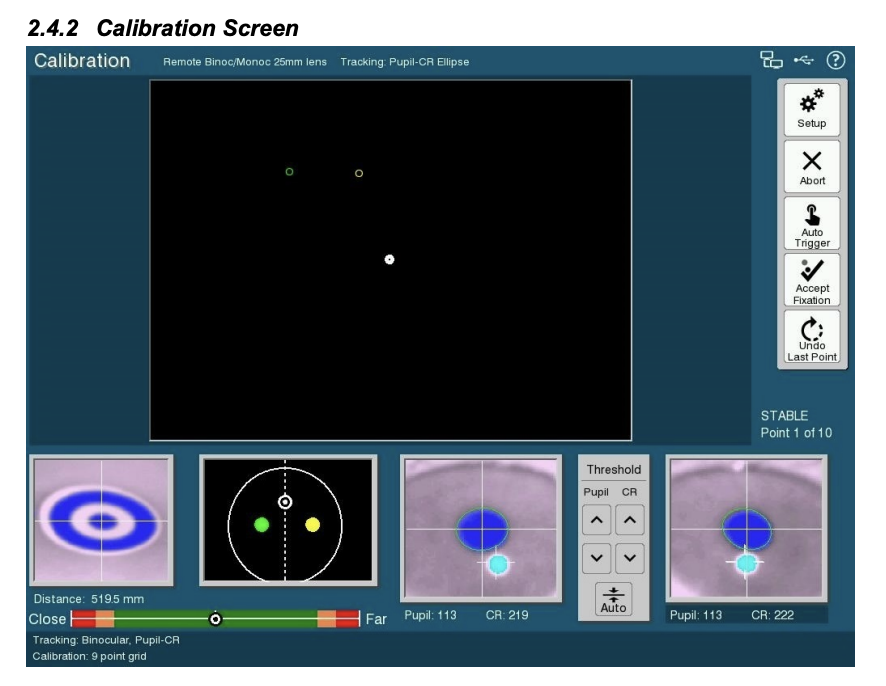 2.4.2 Calibration Screen
Calibration
Remote Binoc/Monoc 25mm lens Tracking: Pupil-CR Ellipse
?
Setup
Abort
Auto
Trigger
Accept
Fixation
Undo
Last Point
STABLE
Point 1 of 10
Threshold
Pupil CR
Auto
Distance: 519.5 mm
Close Far
Pupil: 113 CR: 219
Pupil: 113 CR: 222
Tracking: Binocular, Pupil-CR
Calibration: 9 point grid